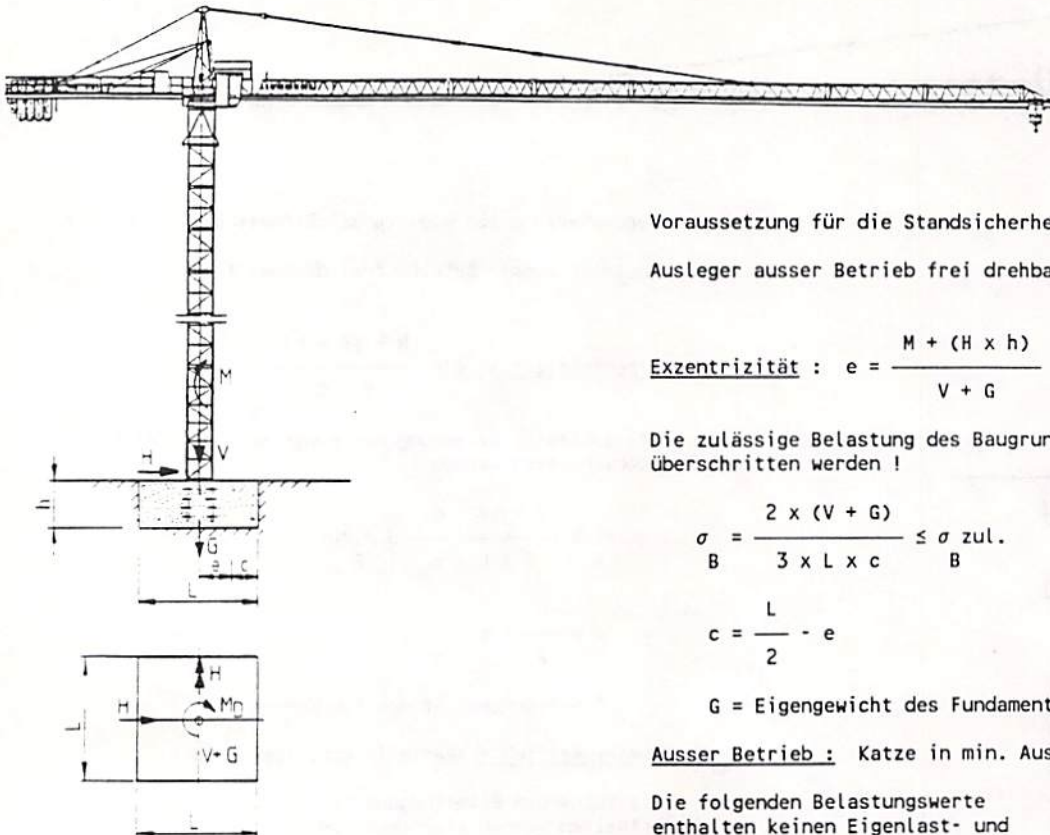 Voraussetzung für die Standsicherhe
Ausleger ausser Betrieb frei drehba
Exzentrizität : e = M + (H x h) / V + G
Die zulässige Belastung des Baugrun
überschritten werden !
σ B = 2 x (V + G) / 3 x L x c ≤ σ B zul.
c = L / 2 - e
G = Eigengewicht des Fundament
Ausser Betrieb : Katze in min. Aus
Die folgenden Belastungswerte
enthalten keinen Eigenlast- und
M
H
V
h
G
e
c
L
H
H
MD
L
V+G
L